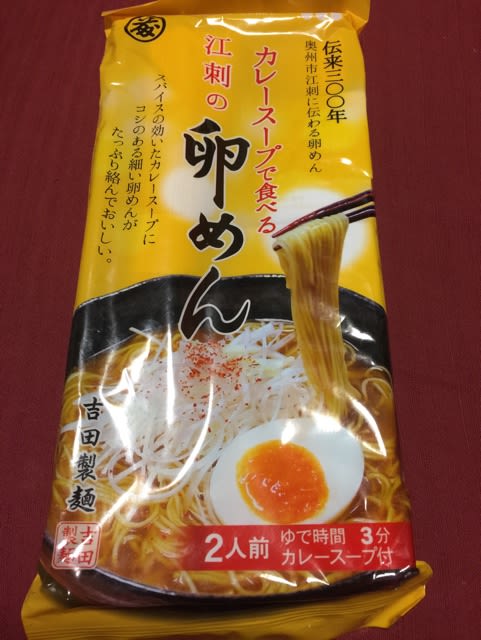 伝来三〇〇年
奥州市江刺に伝わる卵めん
カレースープで食べる
江刺の
卵めん
スパイスの効いたカレースープに
コシのある細い卵めんが
たっぷり絡んでおいしい。
吉田製麺
吉田
製麺
2人前
ゆで時間 3分
カレースープ付